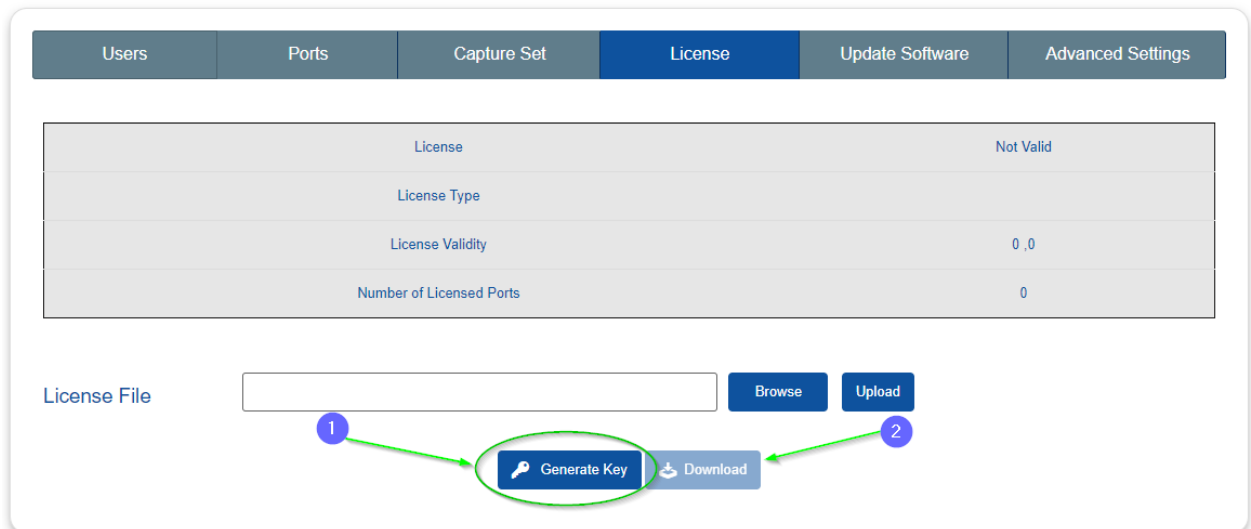 Users Ports Capture Set License Update Software Advanced Settings
License Not Valid
License Type
License Validity 0 ,0
Number of Licensed Ports 0
License File Browse Upload
1 2
Generate Key Download